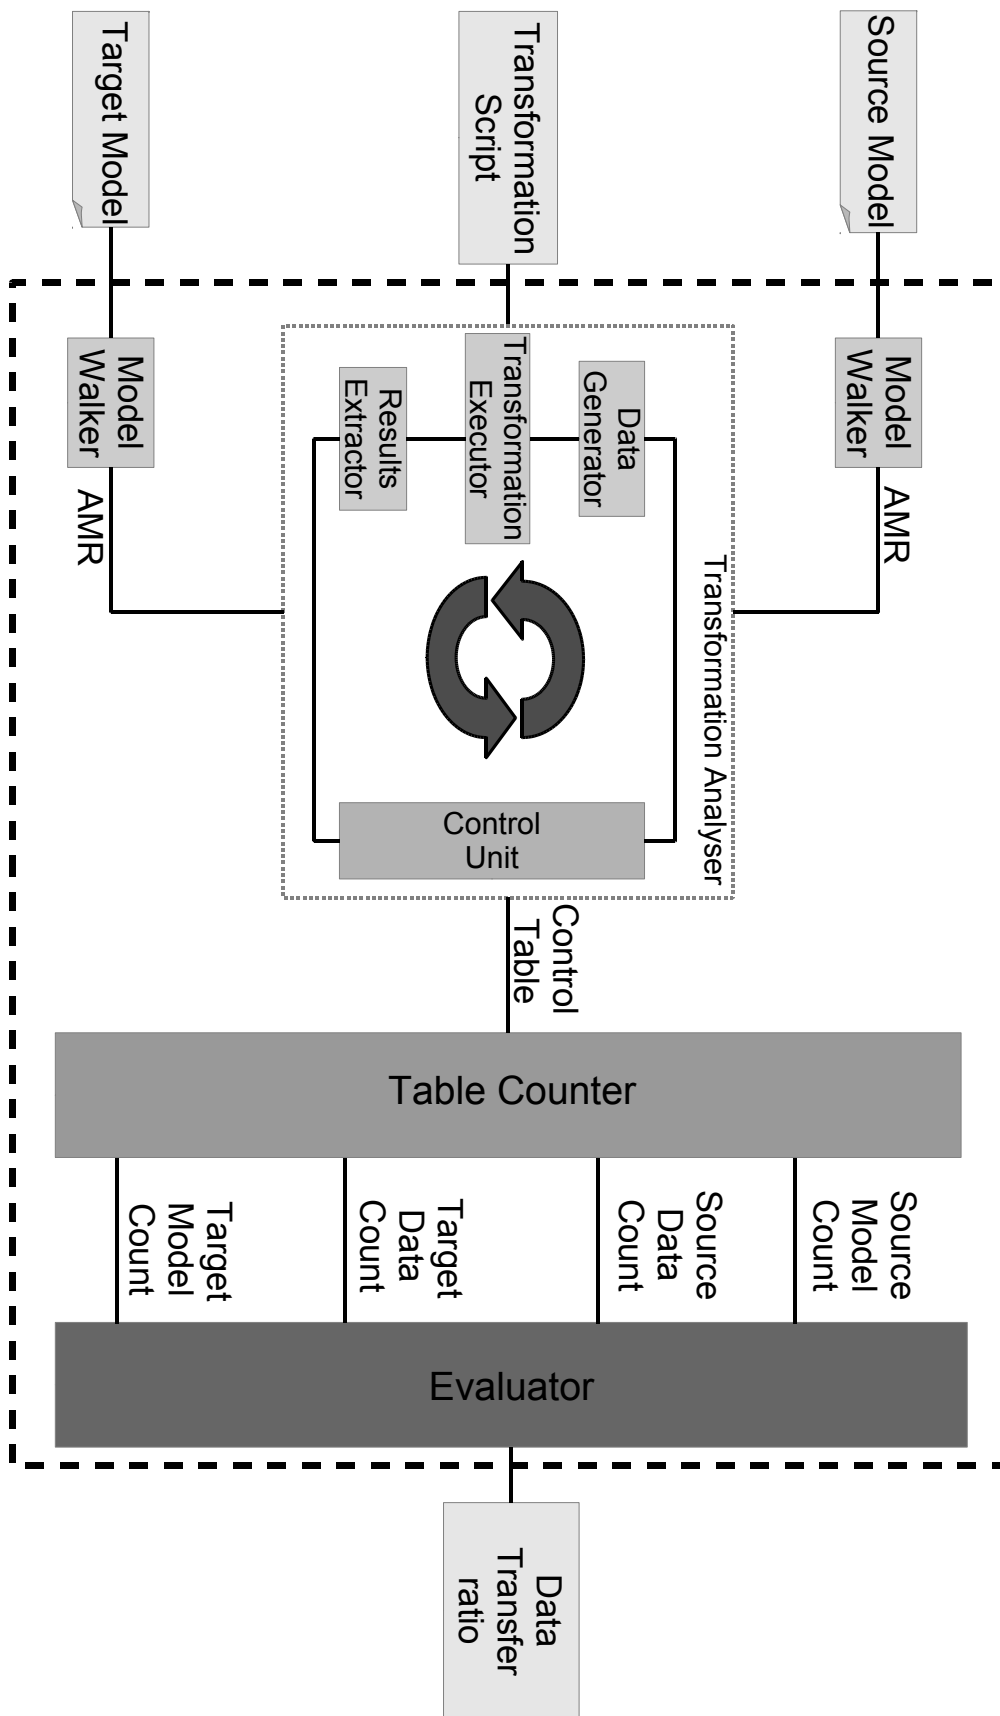 Target Model
Transformation
Script
Source Model
Model
Walker
AMR
Results
Extractor
Transformation
Executor
Data
Generator
Model
Walker
AMR
Transformation Analyser
Control
Unit
Control
Table
Table Counter
Target
Model
Count
Target
Data
Count
Source
Data
Count
Source
Model
Count
Evaluator
Data
Transfer
ratio